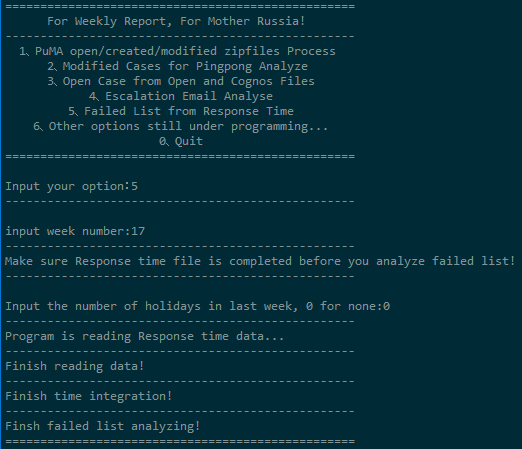 ==================================================
For Weekly Report, For Mother Russia!
--------------------------------------------------
1、PuMA open/created/modified zipfiles Process
2、Modified Cases for Pingpong Analyze
3、Open Case from Open and Cognos Files
4、Escalation Email Analyse
5、Failed List from Response Time
6、Other options still under programming...
0、Quit
==================================================
Input your option:5
--------------------------------------------------
input week number:17
--------------------------------------------------
Make sure Response time file is completed before you analyze failed list!
--------------------------------------------------
Input the number of holidays in last week, 0 for none:0
--------------------------------------------------
Program is reading Response time data...
--------------------------------------------------
Finish reading data!
--------------------------------------------------
Finish time integration!
--------------------------------------------------
Finsh failed list analyzing!
==================================================